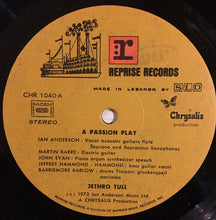 REPRISE RECORDS
MADE IN LEBANON BY SLD
Chrysalis
production
CHR 1040-A
SACEM
STEREO
A PASSION PLAY
IAN ANDERSON - Vocal acoustic guitars flute
Soprano and Sopranino Saxophones
MARTIN BARRE - Electric guitar
JOHN EVAN - Piano organ synthesizer speech
JEFFREY HAMMOND - HAMMOND: bass guitar vocal
BARRIEMORE BARLOW - drums Timpani glockenspiel
marimba
JETHRO TULL
℗ 1973 Ian Anderson Music Ltd.
A CHRYSALIS Production